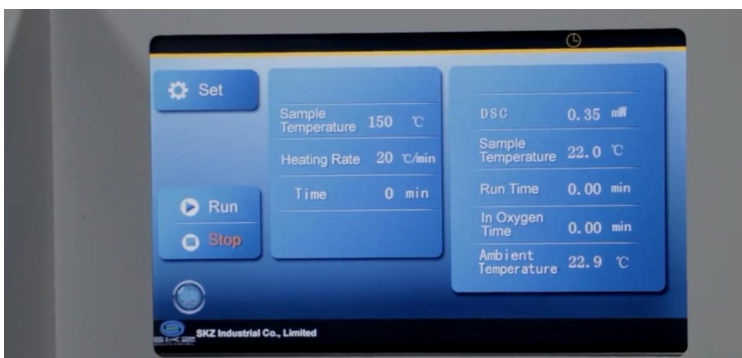 Set
Sample
Temperature 150 ℃
Heating Rate 20 ℃/min
Time 0 min
Run
Stop
DSC 0.35 mW
Sample
Temperature 22.0 ℃
Run Time 0.00 min
In Oxygen
Time 0.00 min
Ambient
Temperature 22.9 ℃
SKZ
SKZ Industrial Co., Limited